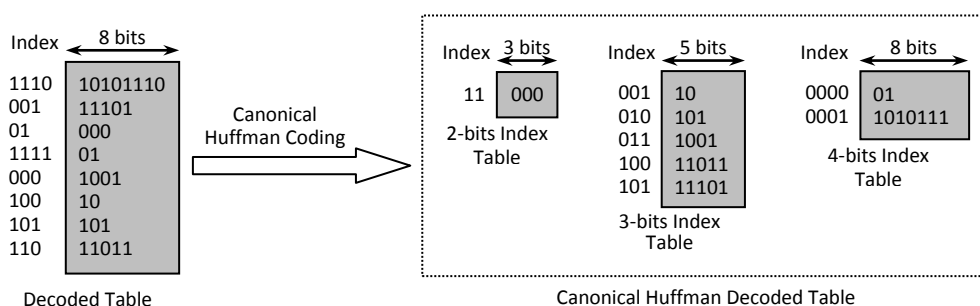 Index 8 bits
1110 10101110
001 11101
01 000
1111 01
000 1001
100 10
101 101
110 11011
Decoded Table
Canonical
Huffman Coding
Index 3 bits
11 000
2-bits Index
Table
Index 5 bits
001 10
010 101
011 1001
100 11011
101 11101
3-bits Index
Table
Index 8 bits
0000 01
0001 1010111
4-bits Index
Table
Canonical Huffman Decoded Table